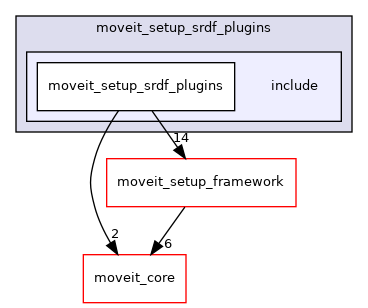 moveit_setup_srdf_plugins
moveit_setup_srdf_plugins include
14
moveit_setup_framework
2
6
moveit_core